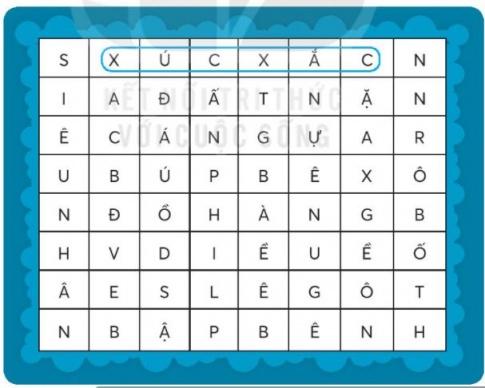 S X Ú C X Ắ C N
I A Đ Ấ T N Ặ N
Ê C Á N G Ự A R
U B Ú P B Ê X Ô
N Đ Ồ H À N G B
H V D I Ề U Ế Ố
Â E S L Ê G Ô T
N B Ậ P B Ê N H
KẾT NỐI TRI THỨC
VỚI CUỘC SỐNG